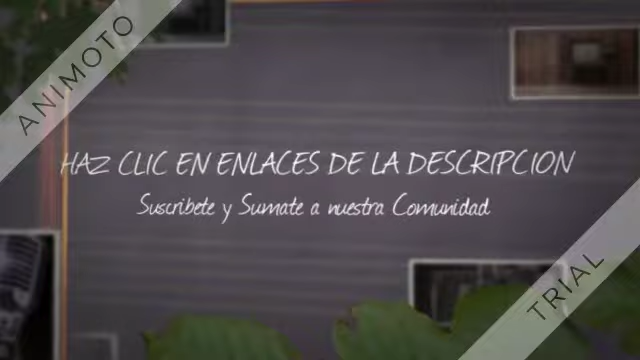 ANIMOTO
HAZ CLIC EN ENLACES DE LA DESCRIPCION
Suscribete y Sumate a nuestra Comunidad
TRIAL